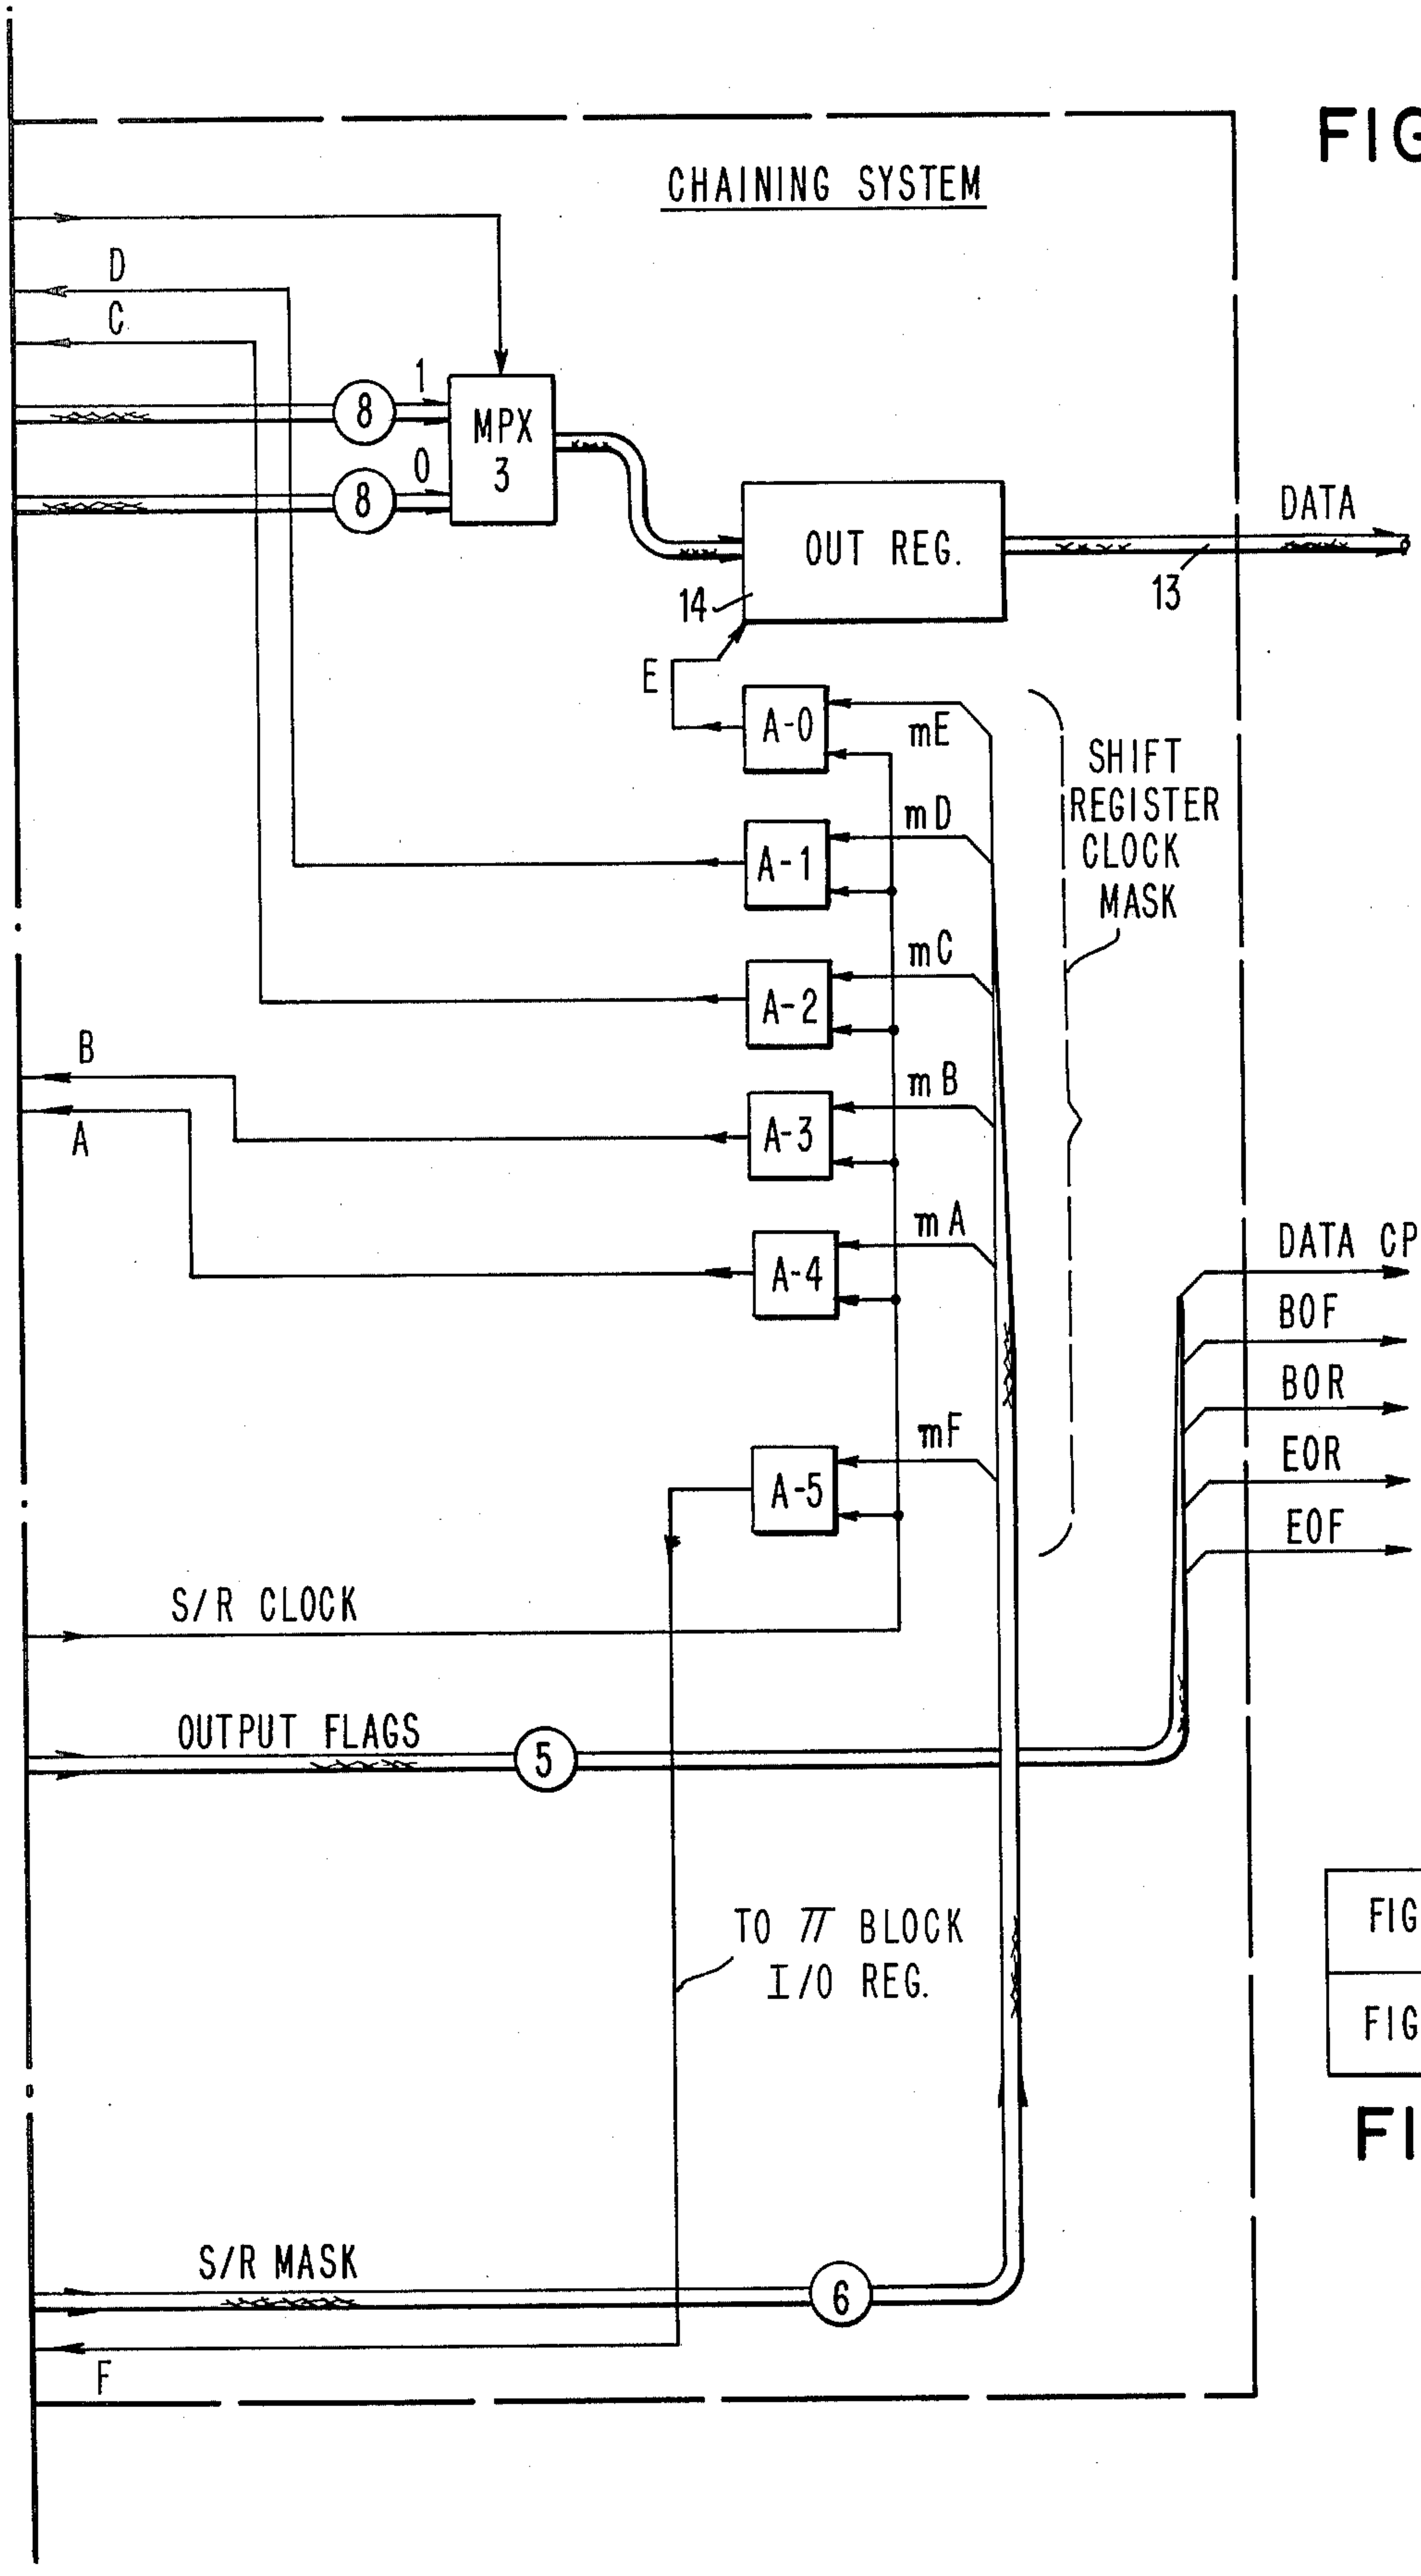 FIG
CHAINING SYSTEM
D
C
1
8
MPX
3
0
8
DATA
OUT REG.
14
13
E
A-0
mE
SHIFT
REGISTER
CLOCK
MASK
mD
A-1
mC
A-2
B
mB
A-3
A
mA
A-4
DATA CP
BOF
BOR
mF
EOR
A-5
EOF
S/R CLOCK
OUTPUT FLAGS
5
TO π BLOCK
I/O REG.
FIG
FIG
FI
S/R MASK
6
F